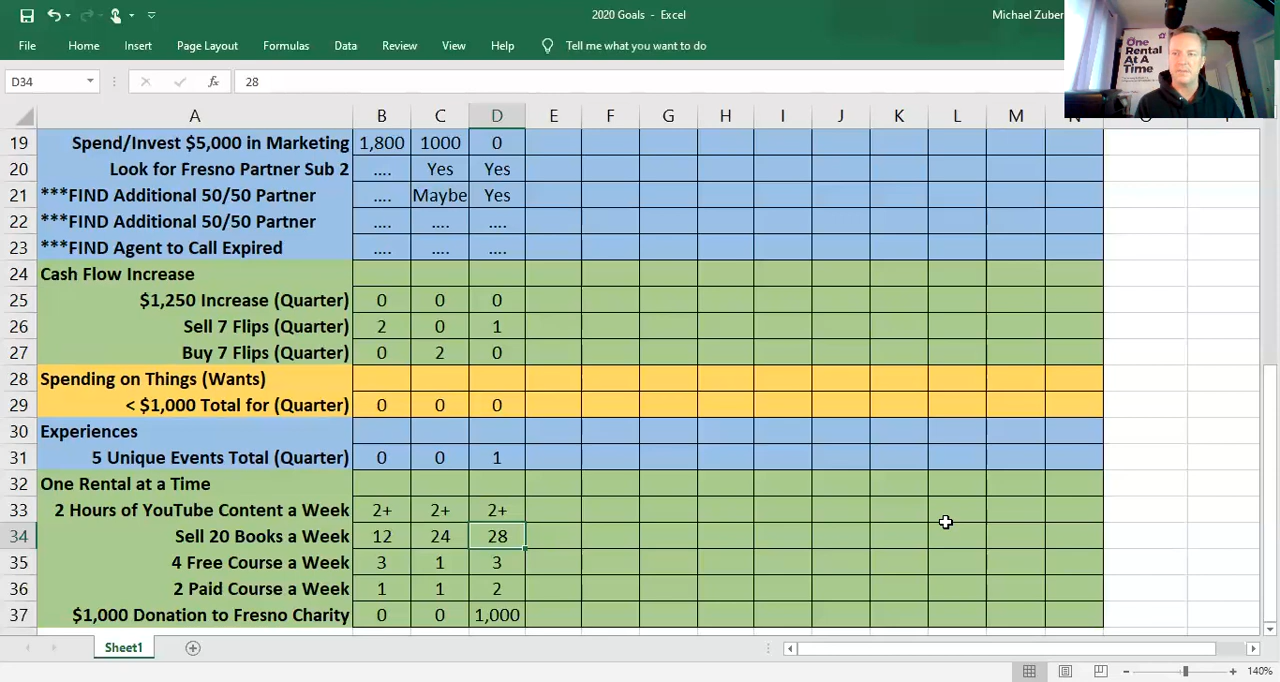 2020 Goals - Excel
Michael Zuber
File Home Insert Page Layout Formulas Data Review View Help Tell me what you want to do
One
Rental
At A
Time
D34 fx 28
A B C D E F G H I J K L M
19 Spend/Invest $5,000 in Marketing 1,800 1000 0
20 Look for Fresno Partner Sub 2 .... Yes Yes
21 ***FIND Additional 50/50 Partner .... Maybe Yes
22 ***FIND Additional 50/50 Partner .... .... ....
23 ***FIND Agent to Call Expired .... .... ....
24 Cash Flow Increase
25 $1,250 Increase (Quarter) 0 0 0
26 Sell 7 Flips (Quarter) 2 0 1
27 Buy 7 Flips (Quarter) 0 2 0
28 Spending on Things (Wants)
29 < $1,000 Total for (Quarter) 0 0 0
30 Experiences
31 5 Unique Events Total (Quarter) 0 0 1
32 One Rental at a Time
33 2 Hours of YouTube Content a Week 2+ 2+ 2+
34 Sell 20 Books a Week 12 24 28
35 4 Free Course a Week 3 1 3
36 2 Paid Course a Week 1 1 2
37 $1,000 Donation to Fresno Charity 0 0 1,000
Sheet1
140%